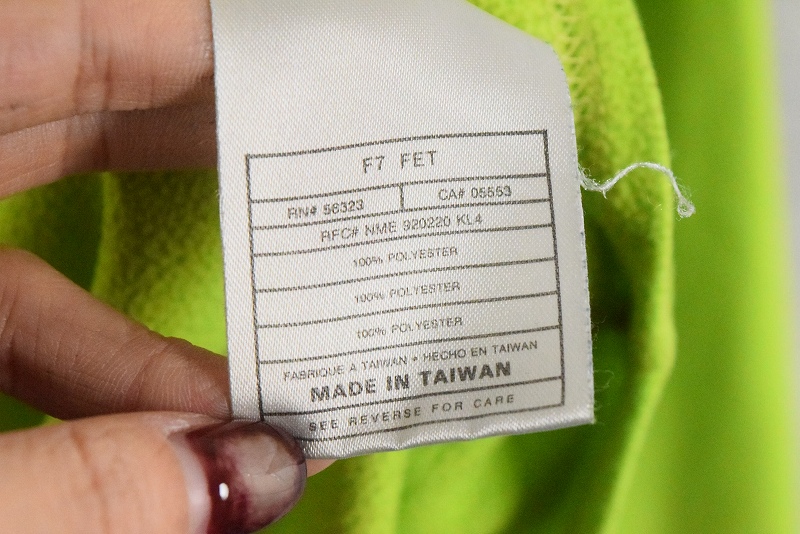 F7 FET
RN# 56323 CA# 05553
RFC# NME 920220 KL4
100% POLYESTER
100% POLYESTER
100% POLYESTER
FABRIQUE A TAIWAN • HECHO EN TAIWAN
MADE IN TAIWAN
SEE REVERSE FOR CARE